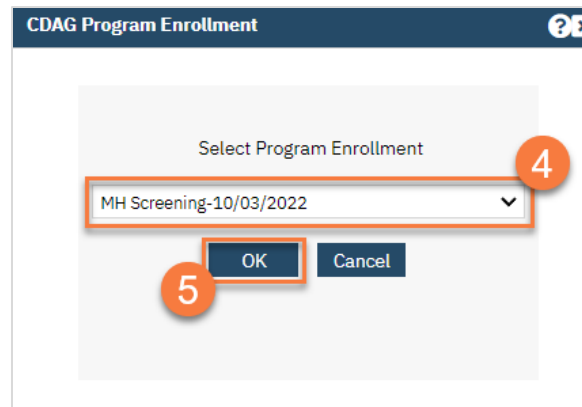 CDAG Program Enrollment ?
Select Program Enrollment
4
MH Screening-10/03/2022
OK Cancel
5